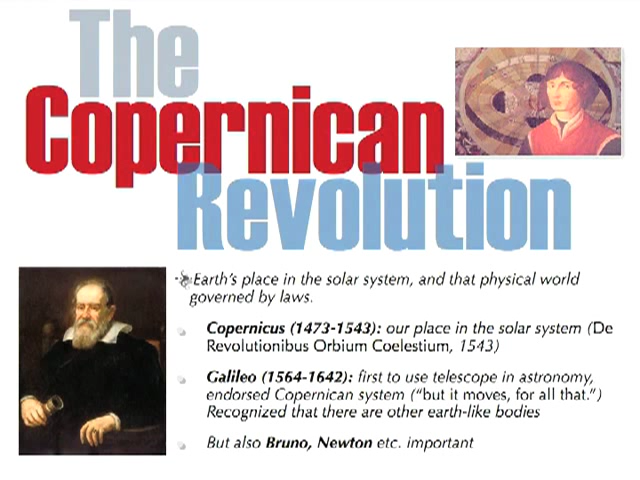 The
Copernican
Revolution
Earth's place in the solar system, and that physical world
governed by laws.
Copernicus (1473-1543): our place in the solar system (De
Revolutionibus Orbium Coelestium, 1543)
Galileo (1564-1642): first to use telescope in astronomy,
endorsed Copernican system ("but it moves, for all that.")
Recognized that there are other earth-like bodies
But also Bruno, Newton etc. important